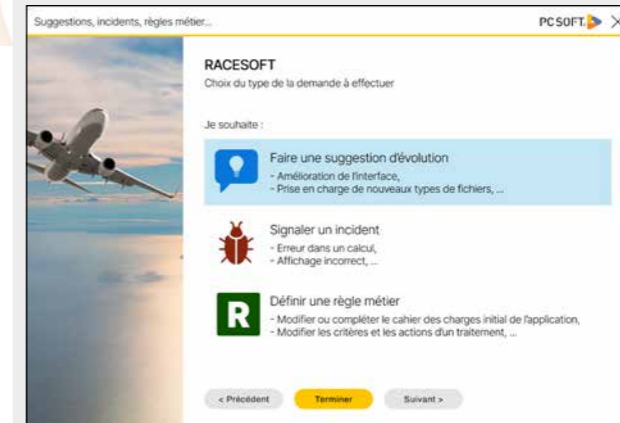 Suggestions, incidents, règles métier...
PC SOFT
RACESOFT
Choix du type de la demande à effectuer
Je souhaite :
Faire une suggestion d'évolution
- Amélioration de l'interface,
- Prise en charge de nouveaux types de fichiers, ...
Signaler un incident
- Erreur dans un calcul,
- Affichage incorrect, ...
R
Définir une règle métier
- Modifier ou compléter le cahier des charges initial de l'application,
- Modifier les critères et les actions d'un traitement, ...
< Précédent
Terminer
Suivant >